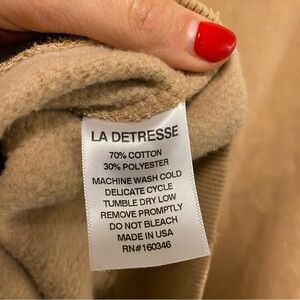 LA DETRESSE
70% COTTON
30% POLYESTER
MACHINE WASH COLD
DELICATE CYCLE
TUMBLE DRY LOW
REMOVE PROMPTLY
DO NOT BLEACH
MADE IN USA
RN#160346